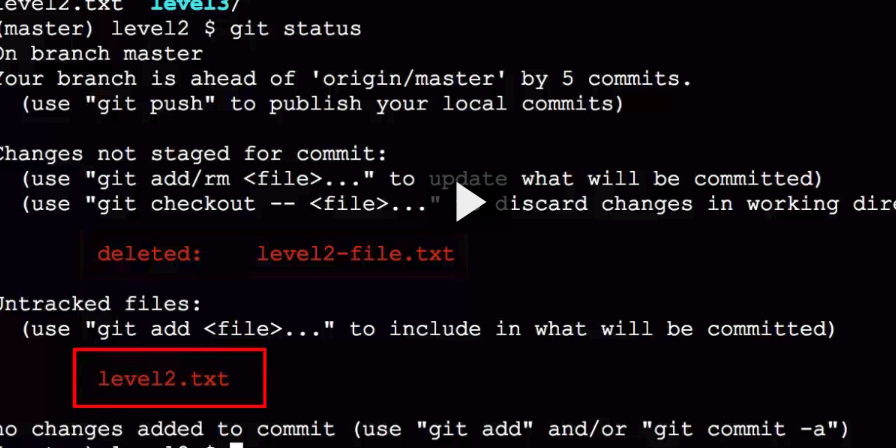 level2.txt  level3/
(master) level2 $ git status
On branch master
Your branch is ahead of 'origin/master' by 5 commits.
(use "git push" to publish your local commits)
Changes not staged for commit:
(use "git add/rm <file>..." to update what will be committed)
(use "git checkout -- <file>..." discard changes in working
deleted: level2-file.txt
Untracked files:
(use "git add <file>..." to include in what will be committed)
level2.txt
no changes added to commit (use "git add" and/or "git commit -a")